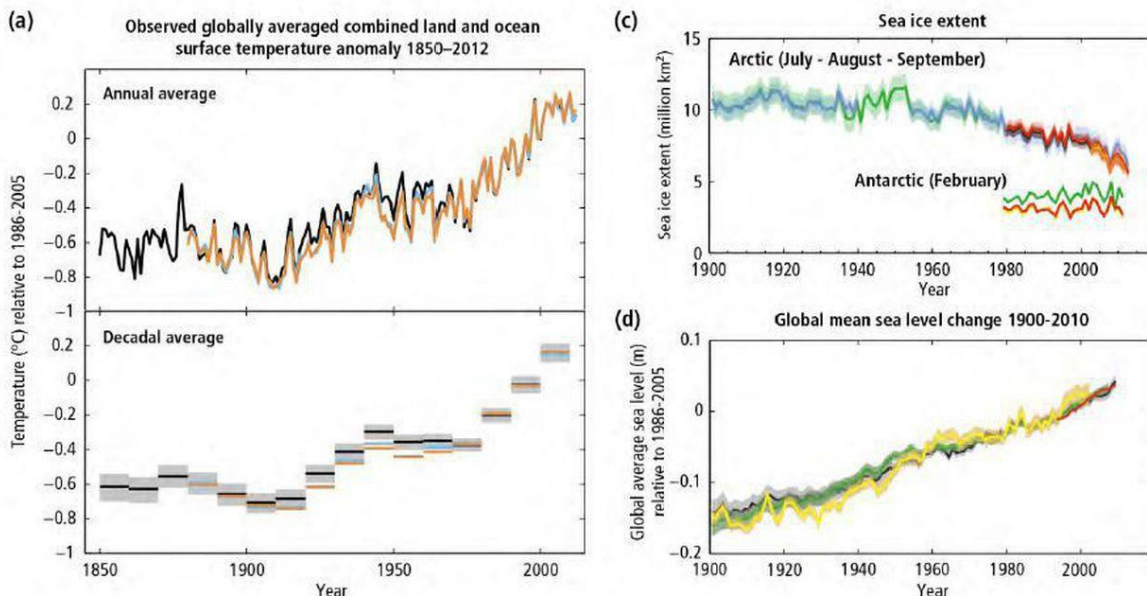 (a)
Observed globally averaged combined land and ocean
surface temperature anomaly 1850–2012
Annual average
0.2
0
−0.2
−0.4
−0.6
−0.8
−1
Decadal average
0.2
0
−0.2
−0.4
−0.6
−0.8
−1
Temperature (°C) relative to 1986-2005
1850
1900
1950
2000
Year
(c)
Sea ice extent
Arctic (July - August - September)
Antarctic (February)
15
10
5
0
Sea ice extent (million km²)
1900
1920
1940
1960
1980
2000
Year
(d)
Global mean sea level change 1900-2010
0.1
0
−0.1
−0.2
Global average sea level (m)
relative to 1986-2005
1900
1920
1940
1960
1980
2000
Year